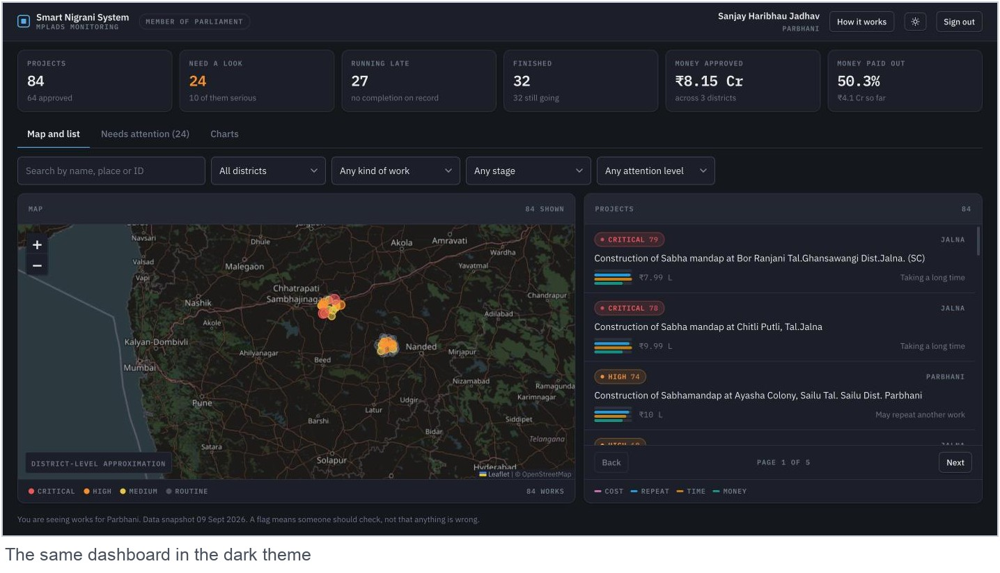 Smart Nigrani System
MPLADS MONITORING
MEMBER OF PARLIAMENT
Sanjay Haribhau Jadhav
PARBHANI
How it works
Sign out
PROJECTS
84
64 approved
NEED A LOOK
24
10 of them serious
RUNNING LATE
27
no completion on record
FINISHED
32
32 still going
MONEY APPROVED
₹8.15 Cr
across 3 districts
MONEY PAID OUT
50.3%
₹4.1 Cr so far
Map and list
Needs attention (24)
Charts
Search by name, place or ID
All districts
Any kind of work
Any stage
Any attention level
MAP
84 SHOWN
+
−
Navsari
Dhule
Akola
Amravati
Wardha
Valsad
Malegaon
Yavatmal
Vapi
Chhatrapati
Sambhajinagar
Chandrapur
Nashik
Akole
Adilabad
Kalyan-Dombivli
Ahilyanagar
Beed
Nanded
Mirjapur
Mumbai
Nizamabad
Ramagunda
Pune
Latur
Udgir
Karimnagar
Barshi
Siddipet
Bidar
Satara
Telangana
Solapur
Hyderabad
DISTRICT-LEVEL APPROXIMATION
Leaflet | © OpenStreetMap
CRITICAL
HIGH
MEDIUM
ROUTINE
84 WORKS
PROJECTS
84
CRITICAL 79
JALNA
Construction of Sabha mandap at Bor Ranjani Tal.Ghansawangi Dist.Jalna. (SC)
₹7.99 L
Taking a long time
CRITICAL 78
JALNA
Construction of Sabha mandap at Chitli Putli, Tal.Jalna
₹9.99 L
Taking a long time
HIGH 74
PARBHANI
Construction of Sabhamandap at Ayasha Colony, Sailu Tal. Sailu Dist. Parbhani
₹10 L
May repeat another work
HIGH
JALNA
Back
PAGE 1 OF 5
Next
COST
REPEAT
TIME
MONEY
You are seeing works for Parbhani. Data snapshot 09 Sept 2026. A flag means someone should check, not that anything is wrong.
The same dashboard in the dark theme